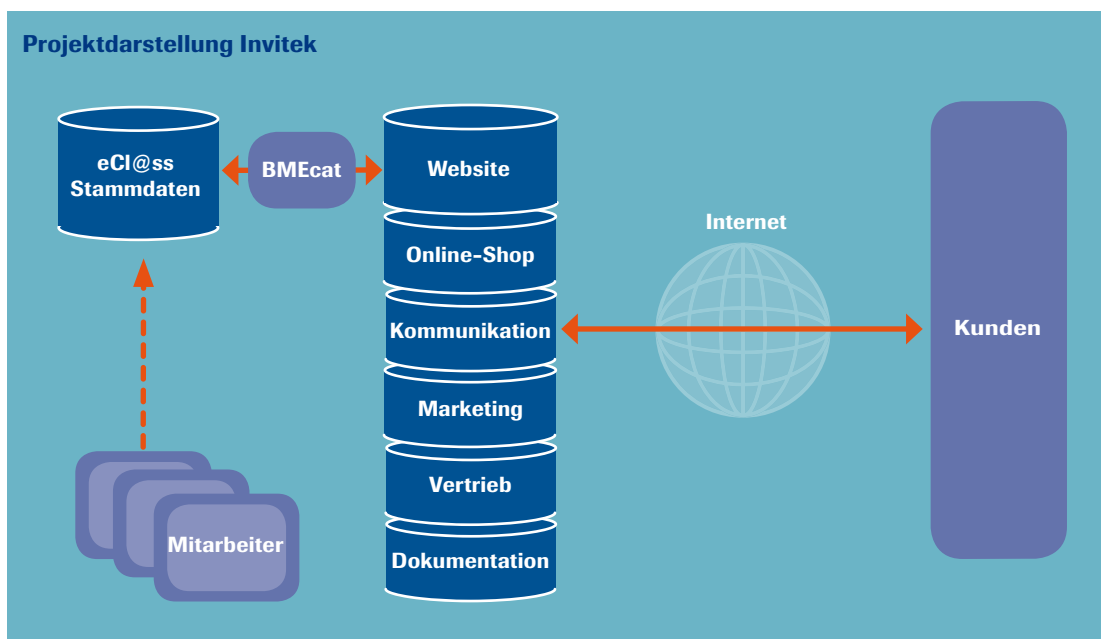 Projektdarstellung Invitek
eCl@ss
Stammdaten
BMEcat
Website
Online-Shop
Kommunikation
Marketing
Vertrieb
Dokumentation
Mitarbeiter
Internet
Kunden